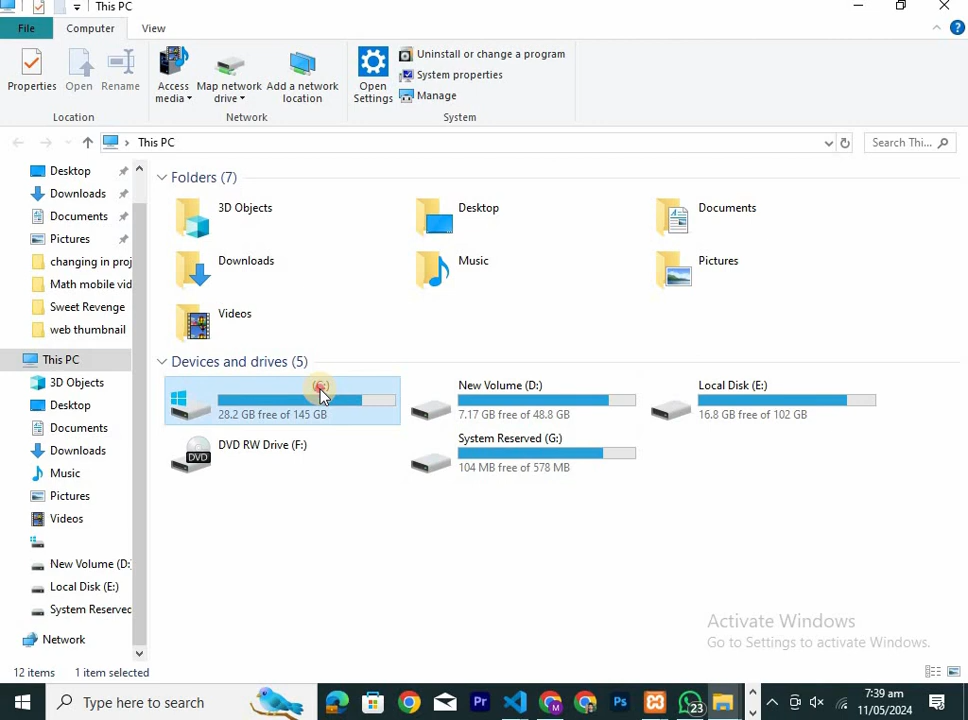 This PC
File
Computer
View
Properties
Open
Rename
Access media
Map network drive
Add a network location
Open Settings
Uninstall or change a program
System properties
Manage
Location
Network
System
This PC
Search Thi...
Desktop
Downloads
Documents
Pictures
changing in proj
Math mobile vid
Sweet Revenge
web thumbnail
This PC
3D Objects
Desktop
Documents
Downloads
Music
Pictures
Videos
New Volume (D:
Local Disk (E:)
System Reserved
Network
Folders (7)
3D Objects
Desktop
Documents
Downloads
Music
Pictures
Videos
Devices and drives (5)
28.2 GB free of 145 GB
New Volume (D:)
7.17 GB free of 48.8 GB
Local Disk (E:)
16.8 GB free of 102 GB
DVD RW Drive (F:)
DVD
System Reserved (G:)
104 MB free of 578 MB
Activate Windows
Go to Settings to activate Windows.
12 items
1 item selected
Type here to search
Pr
M
Ps
23
7:39 am
11/05/2024